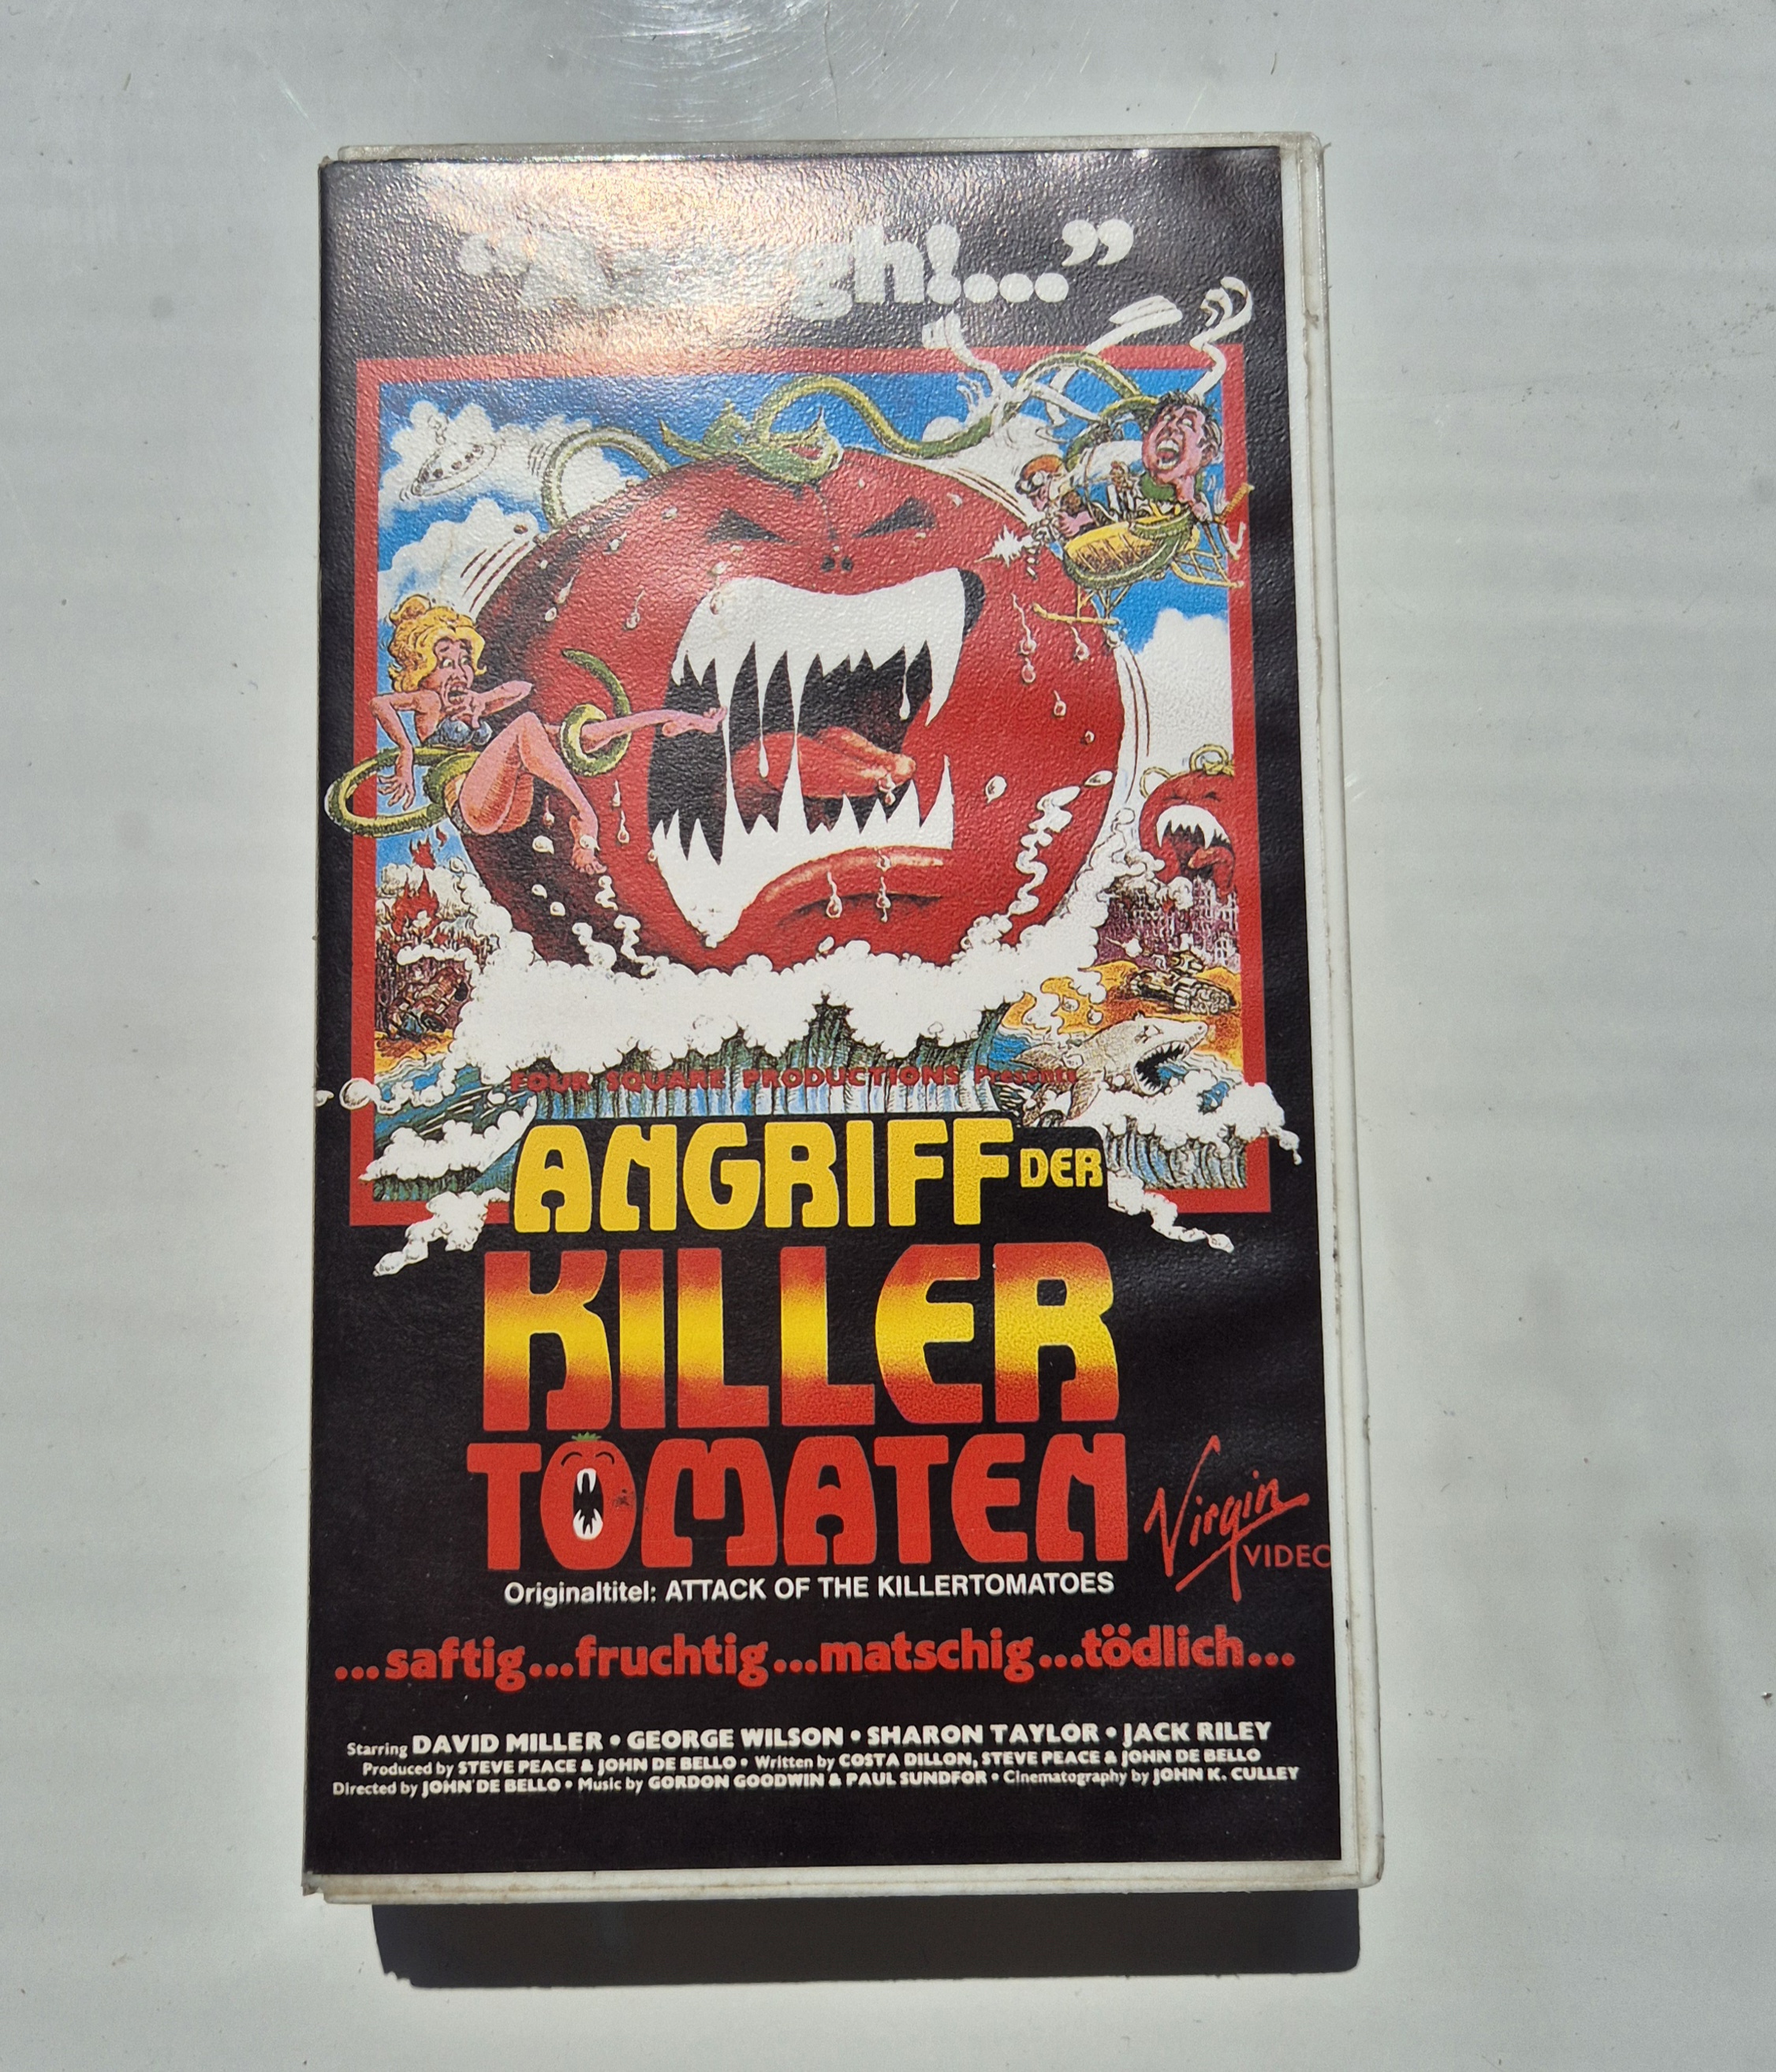 gh!...”
FOUR SQUARE PRODUCTIONS Presents
ANGRIFF DER
KILLER
TOMATEN
Virgin
VIDEO
Originaltitel: ATTACK OF THE KILLERTOMATOES
...saftig...fruchtig...matschig...tödlich...
Starring DAVID MILLER • GEORGE WILSON • SHARON TAYLOR • JACK RILEY
Produced by STEVE PEACE & JOHN DE BELLO • Written by COSTA DILLON, STEVE PEACE & JOHN DE BELLO
Directed by JOHN DE BELLO • Music by GORDON GOODWIN & PAUL SUNDFOR • Cinematography by JOHN K. CULLEY